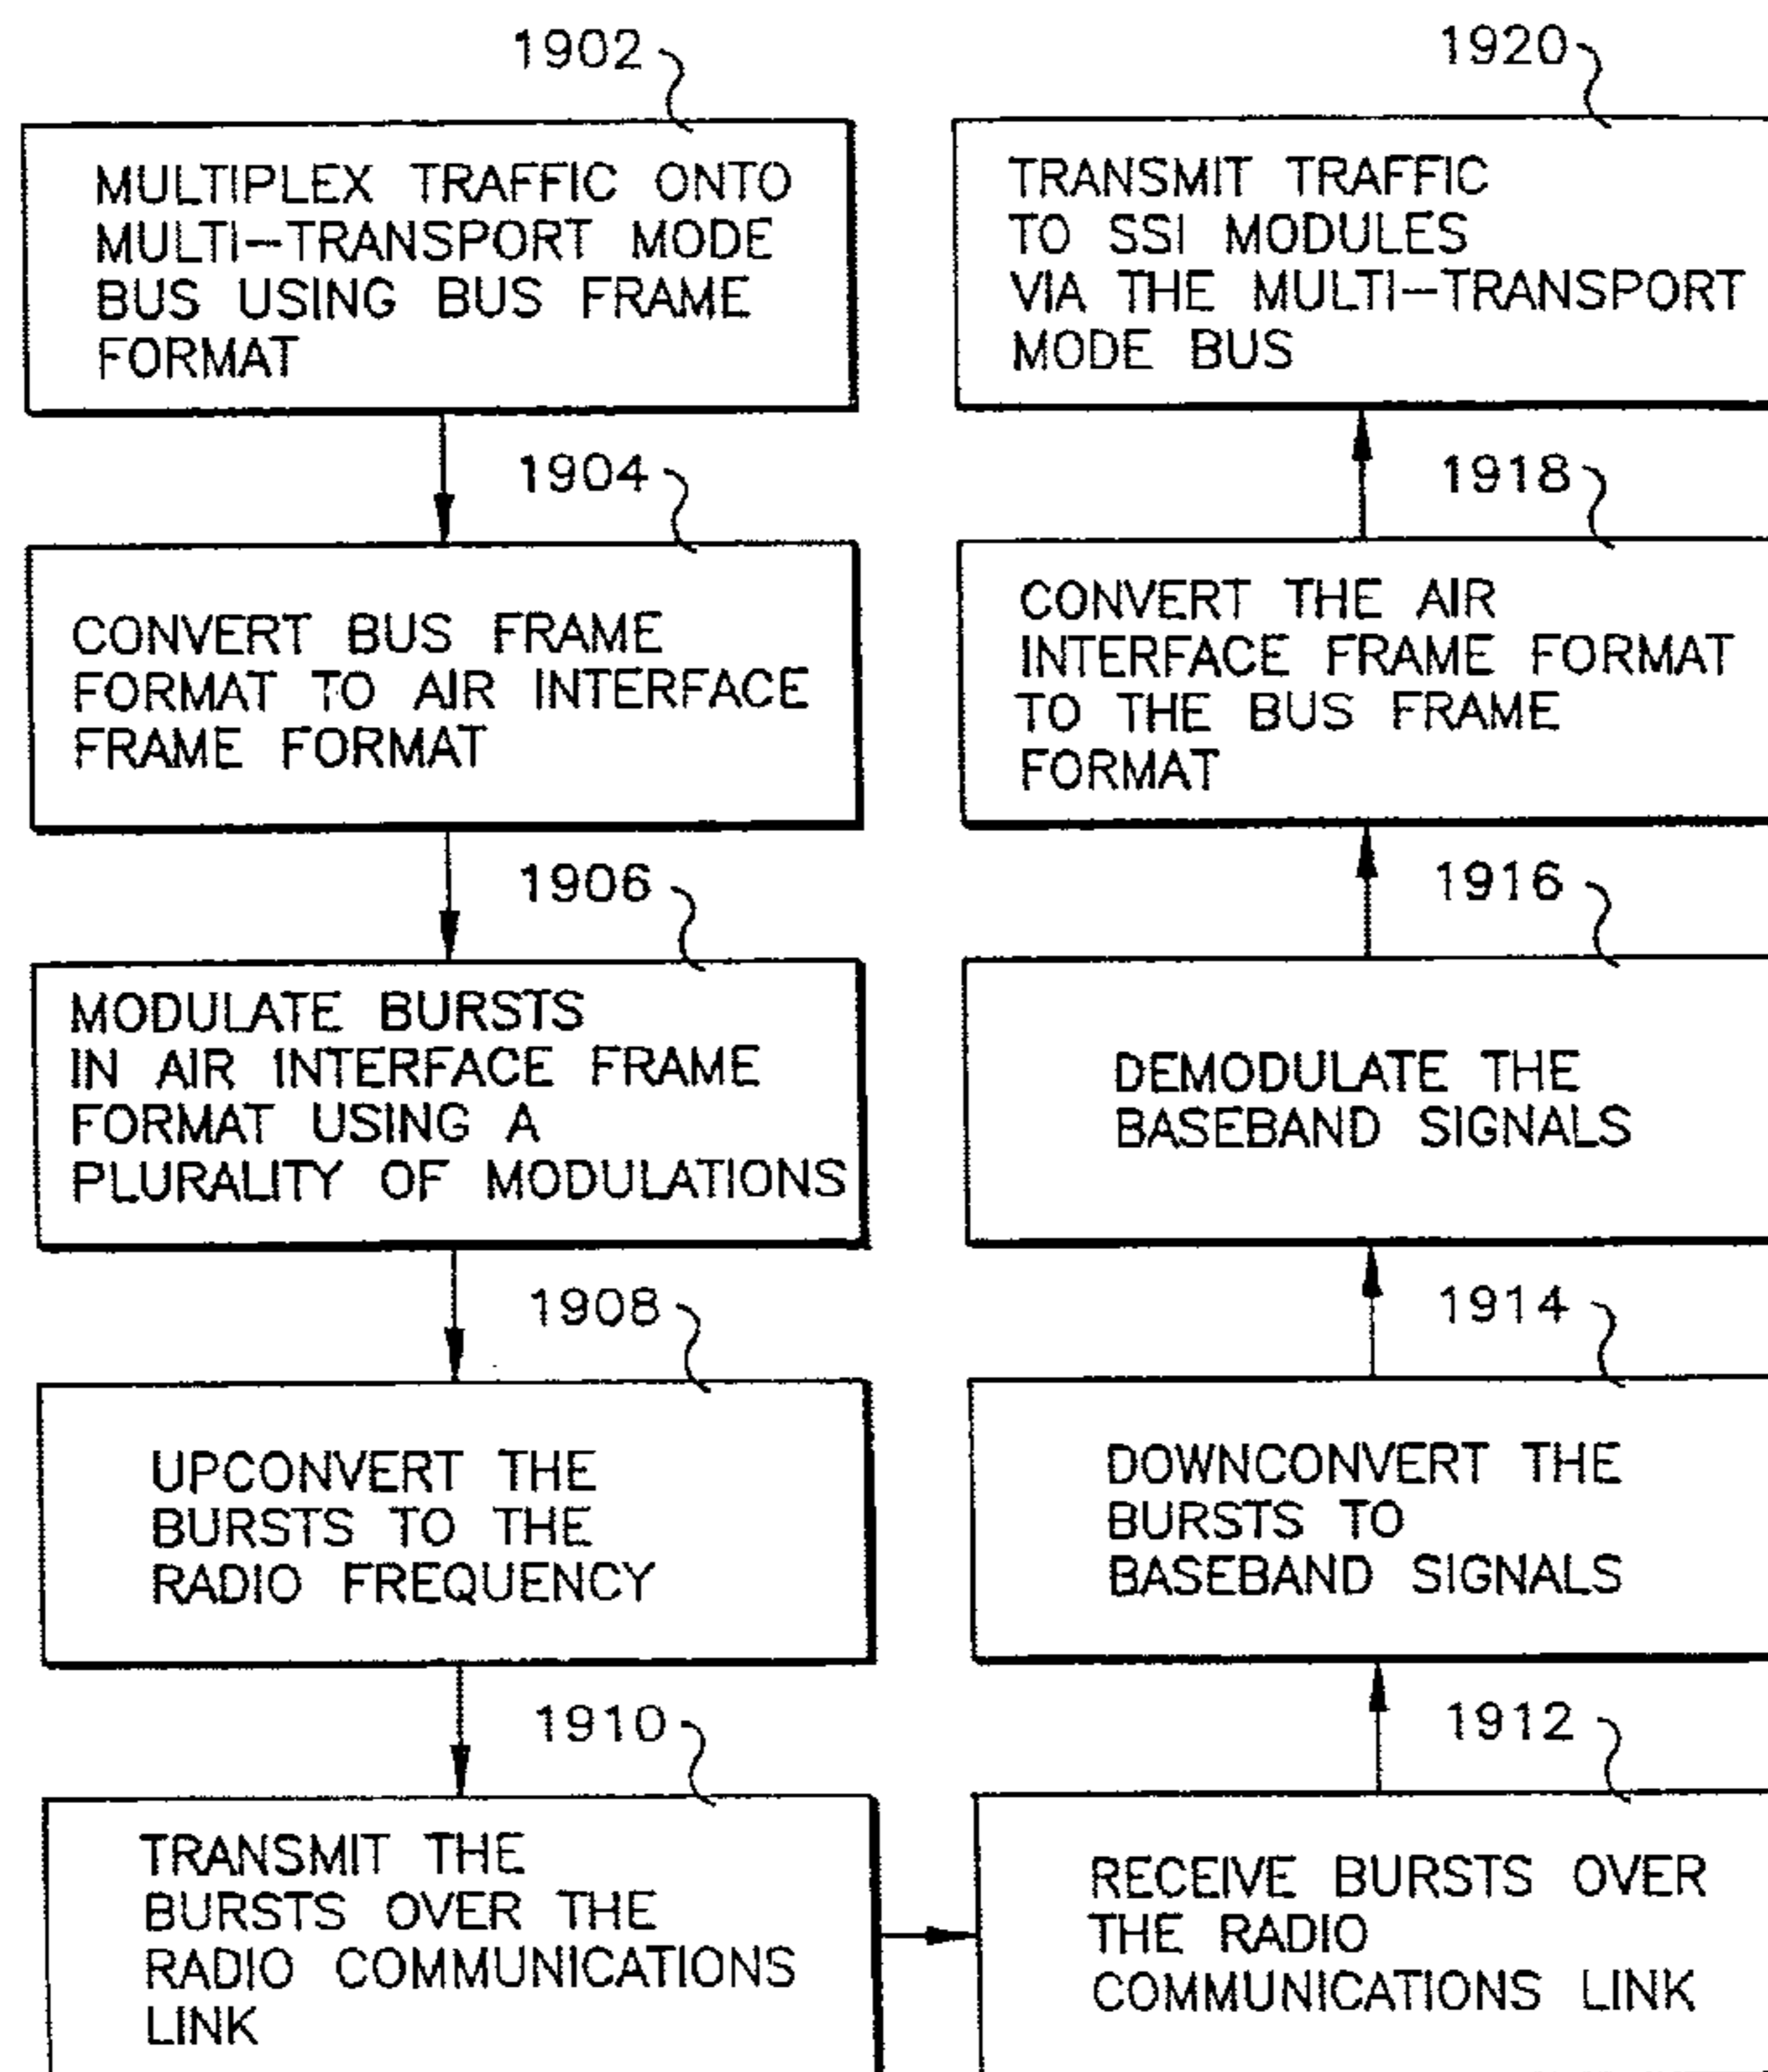 1902
MULTIPLEX TRAFFIC ONTO
MULTI-TRANSPORT MODE
BUS USING BUS FRAME
FORMAT
1904
CONVERT BUS FRAME
FORMAT TO AIR INTERFACE
FRAME FORMAT
1906
MODULATE BURSTS
IN AIR INTERFACE FRAME
FORMAT USING A
PLURALITY OF MODULATIONS
1908
UPCONVERT THE
BURSTS TO THE
RADIO FREQUENCY
1910
TRANSMIT THE
BURSTS OVER THE
RADIO COMMUNICATIONS
LINK
1912
RECEIVE BURSTS OVER
THE RADIO
COMMUNICATIONS LINK
1914
DOWNCONVERT THE
BURSTS TO
BASEBAND SIGNALS
1916
DEMODULATE THE
BASEBAND SIGNALS
1918
CONVERT THE AIR
INTERFACE FRAME FORMAT
TO THE BUS FRAME
FORMAT
1920
TRANSMIT TRAFFIC
TO SSI MODULES
VIA THE MULTI-TRANSPORT
MODE BUS